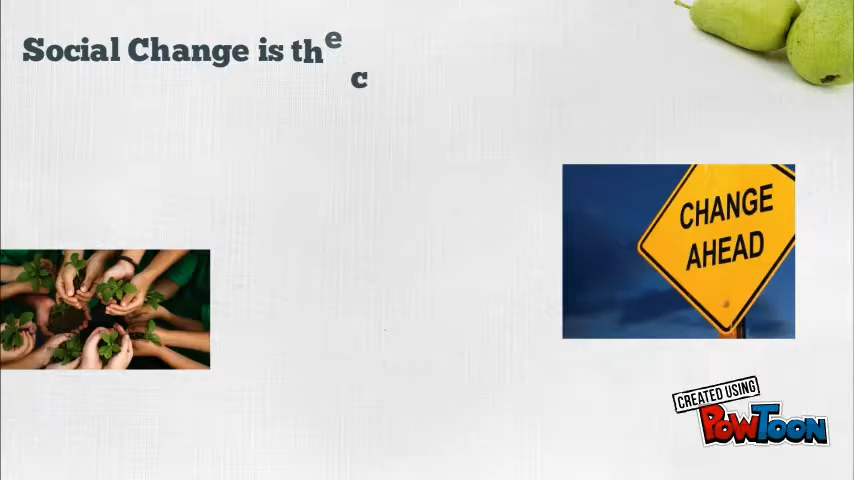 Social Change is the
c
CHANGE
AHEAD
CREATED USING
POWTOON